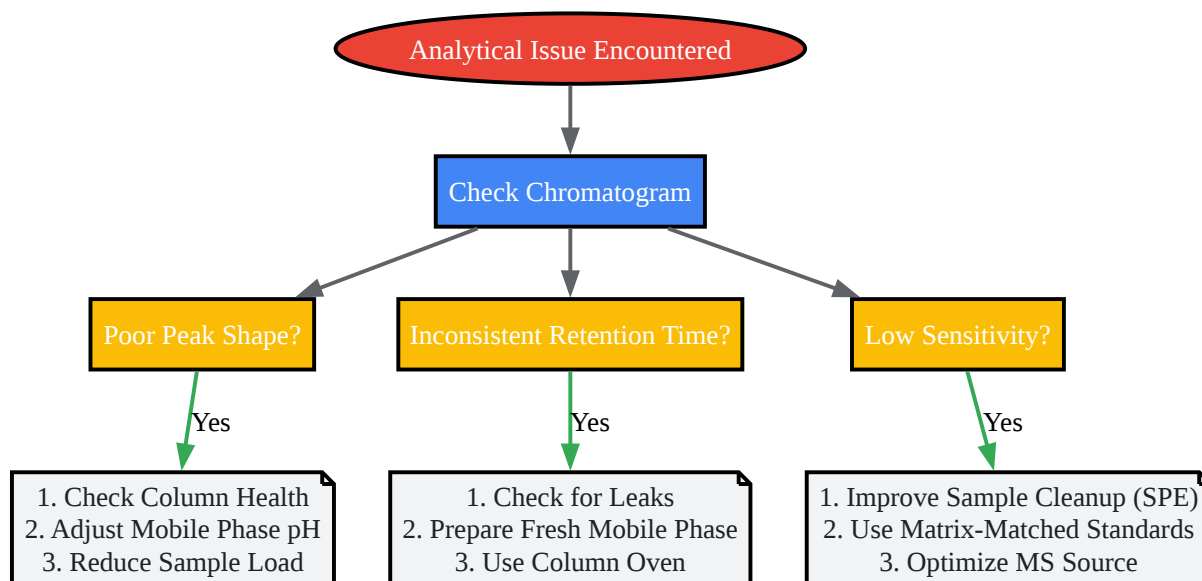 Analytical Issue Encountered
Check Chromatogram
Poor Peak Shape?
Inconsistent Retention Time?
Low Sensitivity?
Yes
Yes
Yes
1. Check Column Health
2. Adjust Mobile Phase pH
3. Reduce Sample Load
1. Check for Leaks
2. Prepare Fresh Mobile Phase
3. Use Column Oven
1. Improve Sample Cleanup (SPE)
2. Use Matrix-Matched Standards
3. Optimize MS Source